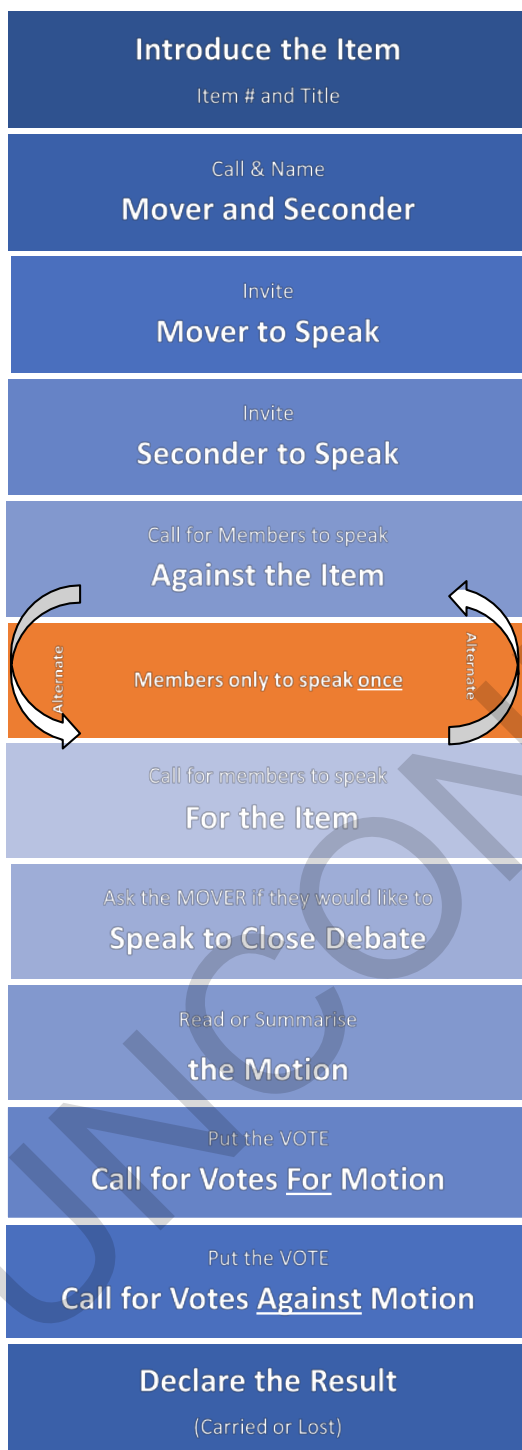 Introduce the Item
Item # and Title
Call & Name
Mover and Seconder
Invite
Mover to Speak
Invite
Seconder to Speak
Call for Members to speak
Against the Item
Alternate
Members only to speak once
Alternate
Call for members to speak
For the Item
Ask the MOVER if they would like to
Speak to Close Debate
Read or Summarise
the Motion
Put the VOTE
Call for Votes For Motion
Put the VOTE
Call for Votes Against Motion
Declare the Result
(Carried or Lost)
UNCON